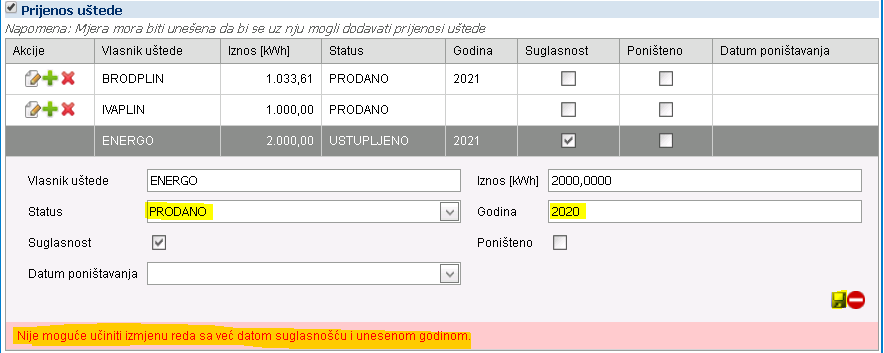 Prijenos uštede
Napomena: Mjera mora biti unešena da bi se uz nju mogli dodavati prijenosi uštede
Akcije Vlasnik uštede Iznos [kWh] Status Godina Suglasnost Poništeno Datum poništavanja
BRODPLIN 1.033,61 PRODANO 2021
IVAPLIN 1.000,00 PRODANO
ENERGO 2.000,00 USTUPLJENO 2021
Vlasnik uštede ENERGO Iznos [kWh] 2000,0000
Status PRODANO Godina 2020
Suglasnost Poništeno
Datum poništavanja
Nije moguće učiniti izmjenu reda sa već datom suglasnošću i unesenom godinom.